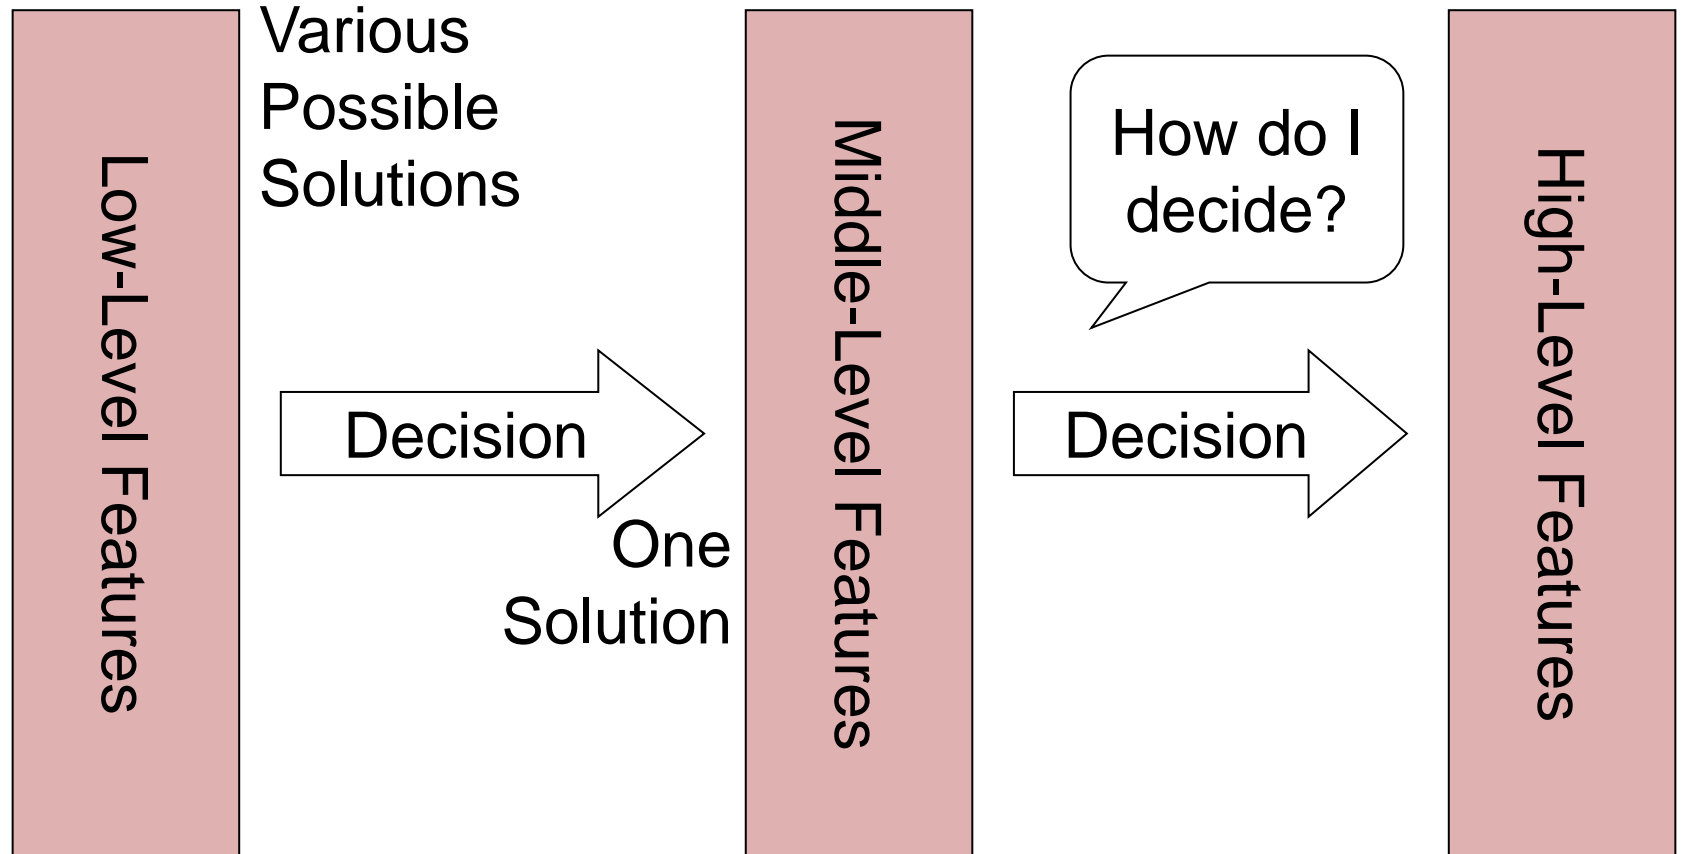 Low-Level Features
Various
Possible
Solutions
Decision
One
Solution
Middle-Level Features
How do I
decide?
Decision
High-Level Features